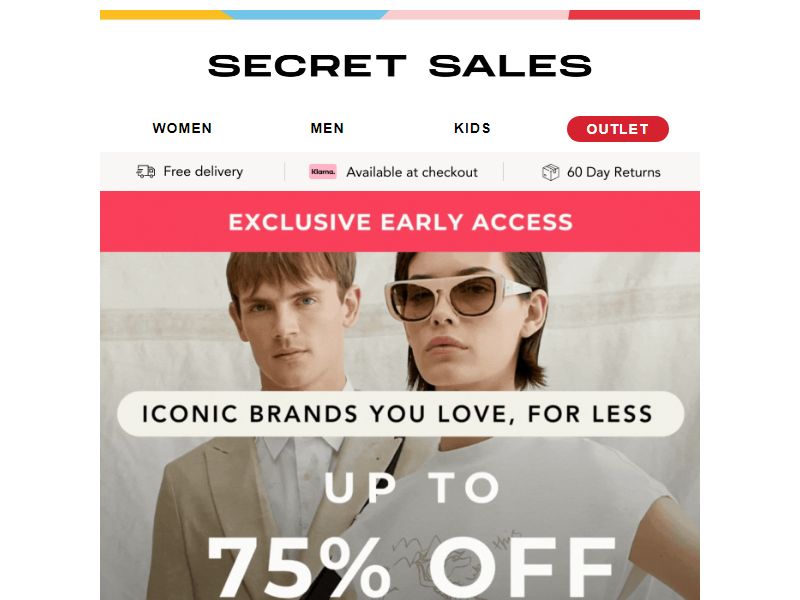 SECRET SALES
WOMEN MEN KIDS OUTLET
Free delivery Klarna. Available at checkout 60 Day Returns
EXCLUSIVE EARLY ACCESS
ICONIC BRANDS YOU LOVE, FOR LESS
UP TO
75% OFF